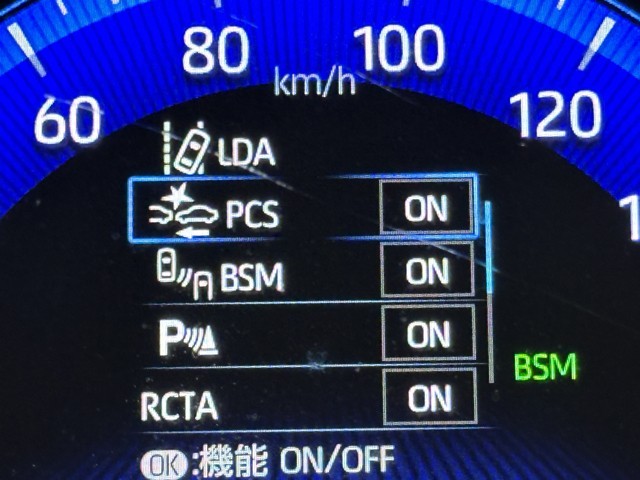 80 100
km/h
60 120
LDA
PCS ON
BSM ON
P ON
BSM
RCTA ON
OK:機能 ON/OFF